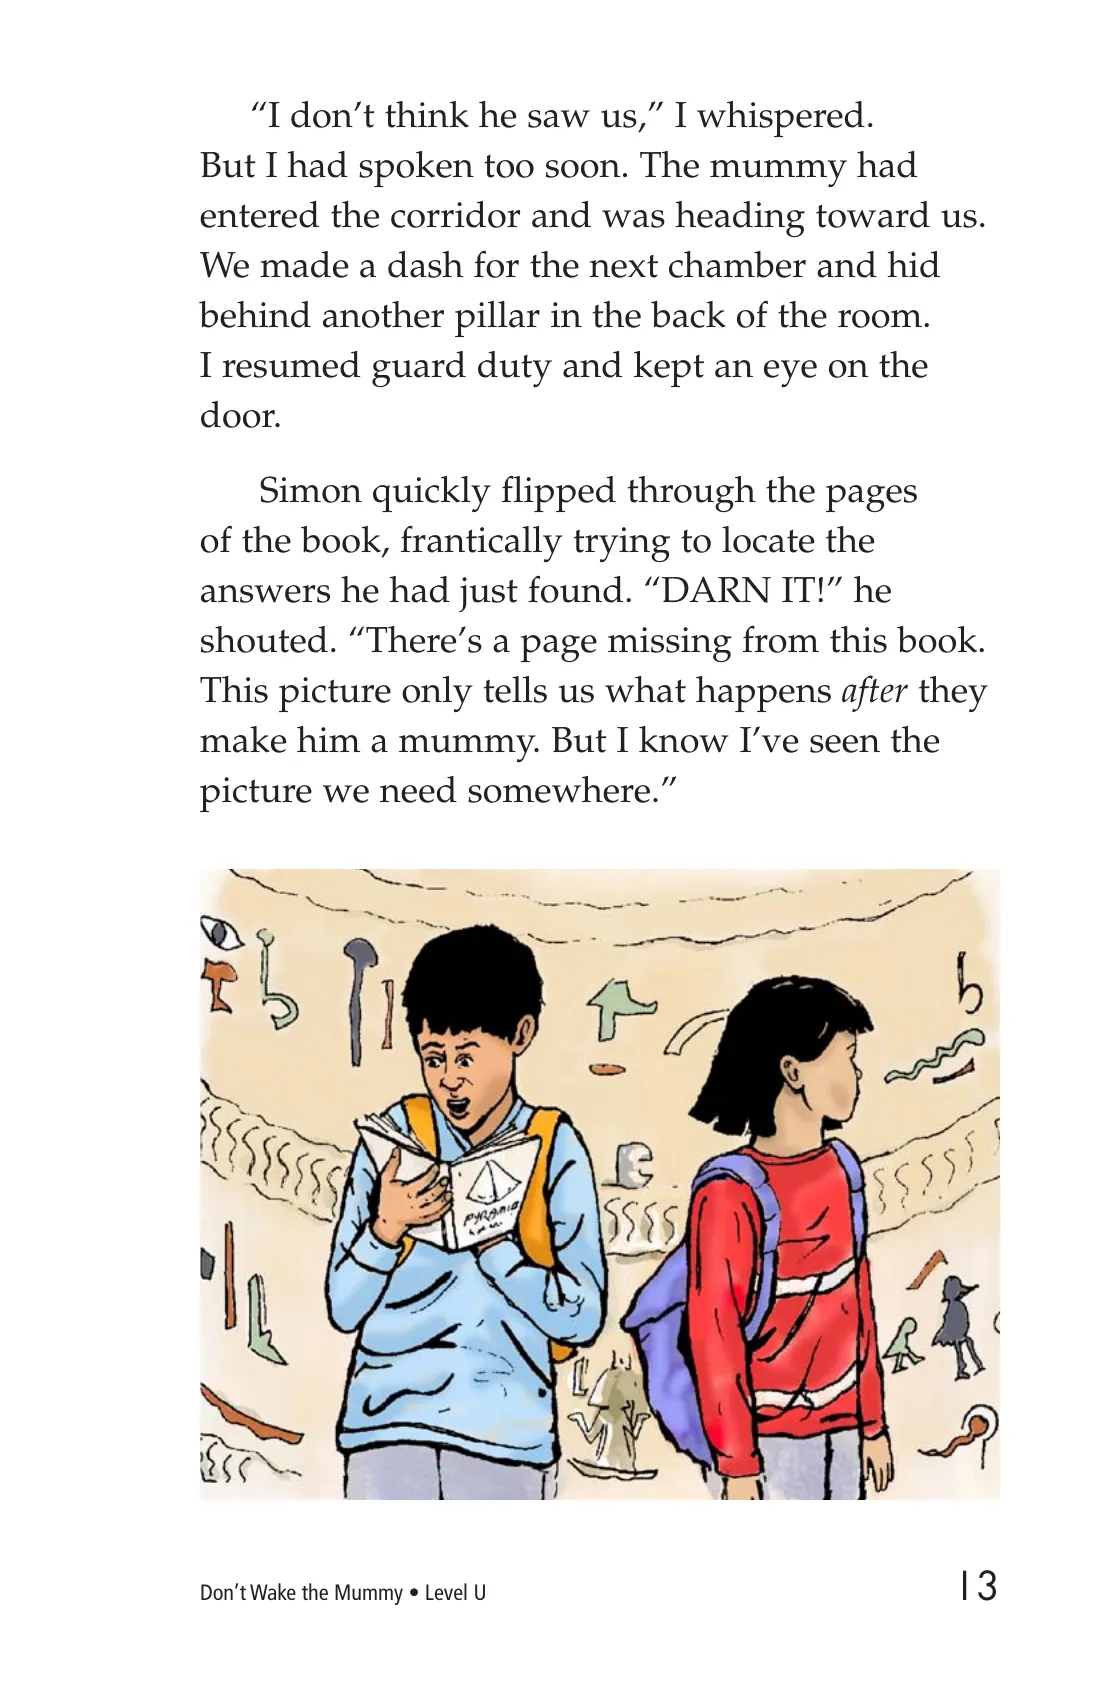 “I don’t think he saw us,” I whispered.
But I had spoken too soon. The mummy had
entered the corridor and was heading toward us.
We made a dash for the next chamber and hid
behind another pillar in the back of the room.
I resumed guard duty and kept an eye on the
door.
Simon quickly flipped through the pages
of the book, frantically trying to locate the
answers he had just found. “DARN IT!” he
shouted. “There’s a page missing from this book.
This picture only tells us what happens after they
make him a mummy. But I know I’ve seen the
picture we need somewhere.”
PYRAMID
Don’t Wake the Mummy • Level U
13